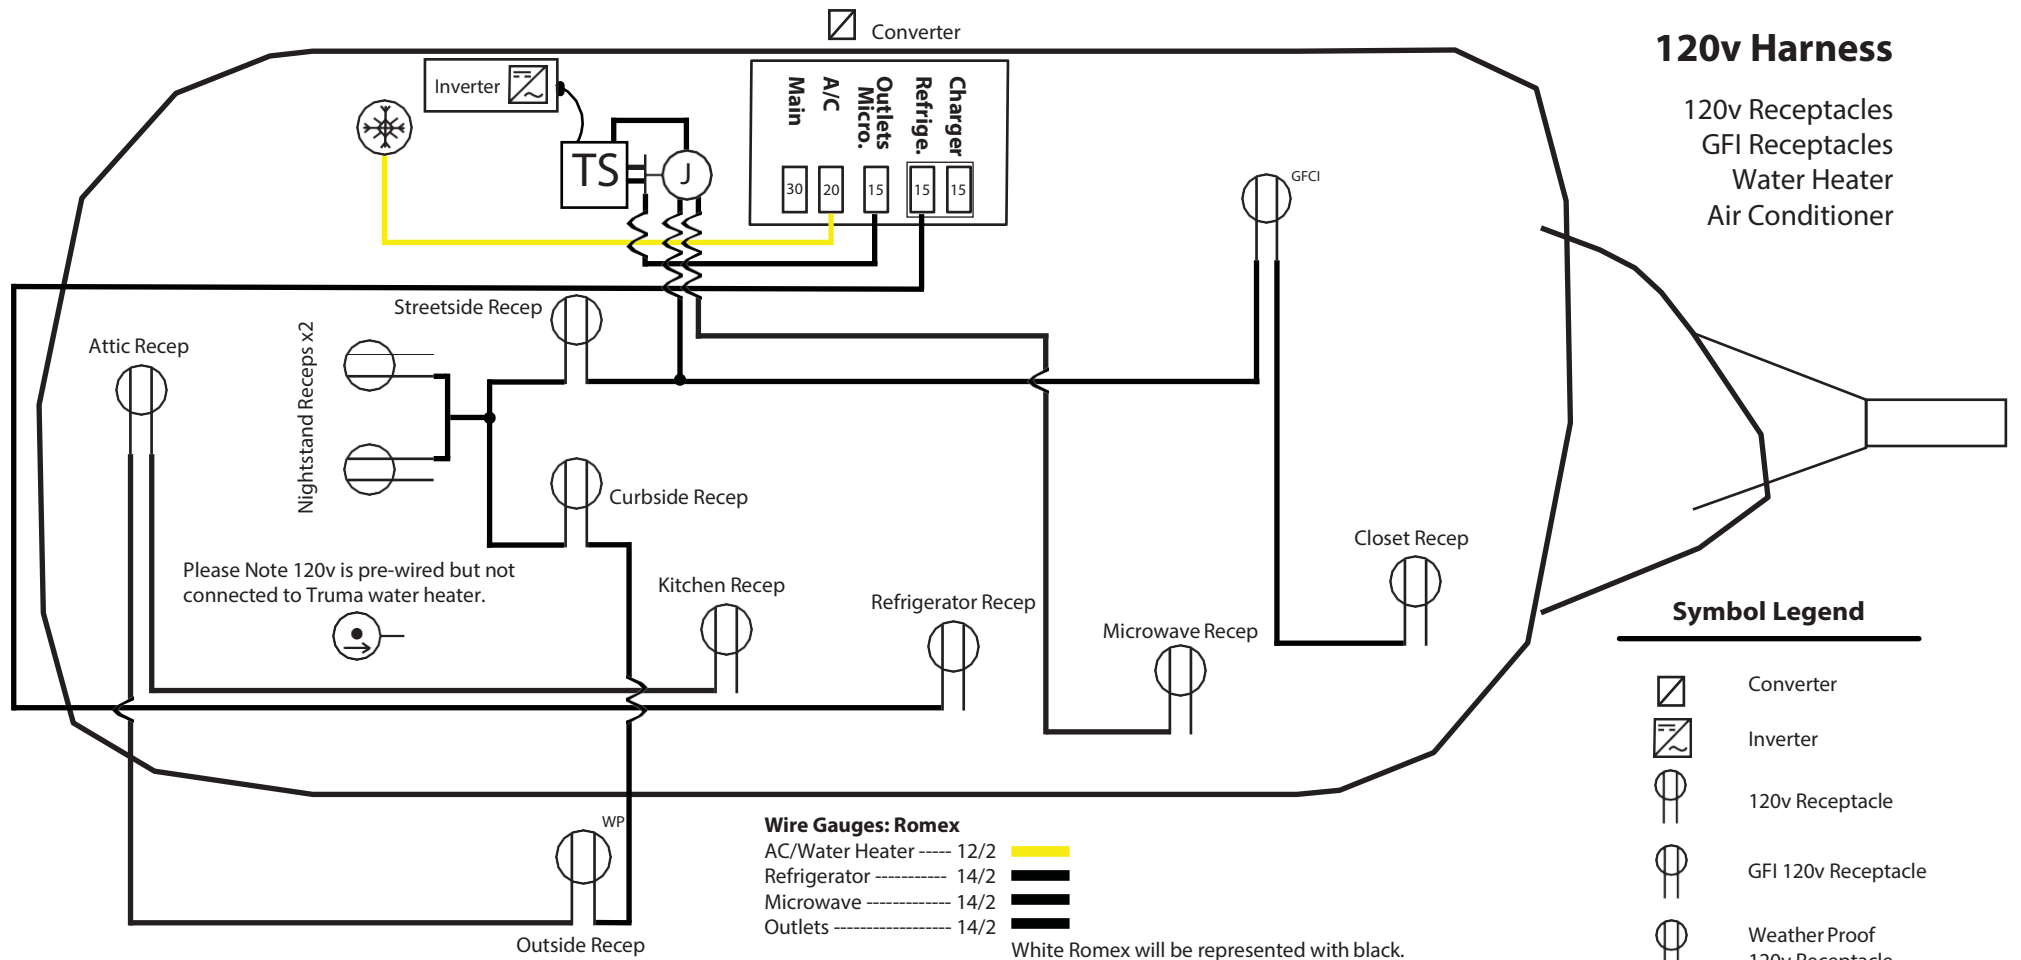 Converter
120v Harness
120v Receptacles
GFI Receptacles
Water Heater
Air Conditioner
Inverter
Main
A/C
Outlets
Micro.
Refrige.
Charger
30
20
15
15
15
TS
J
GFCI
Streetside Recep
Attic Recep
Nightstand Receps x2
Curbside Recep
Please Note 120v is pre-wired but not
connected to Truma water heater.
Kitchen Recep
Refrigerator Recep
Microwave Recep
Closet Recep
WP
Outside Recep
Wire Gauges: Romex
AC/Water Heater ----- 12/2
Refrigerator ----------- 14/2
Microwave ------------- 14/2
Outlets ------------------ 14/2
White Romex will be represented with black.
Symbol Legend
Converter
Inverter
120v Receptacle
GFI 120v Receptacle
Weather Proof
120v Receptacle